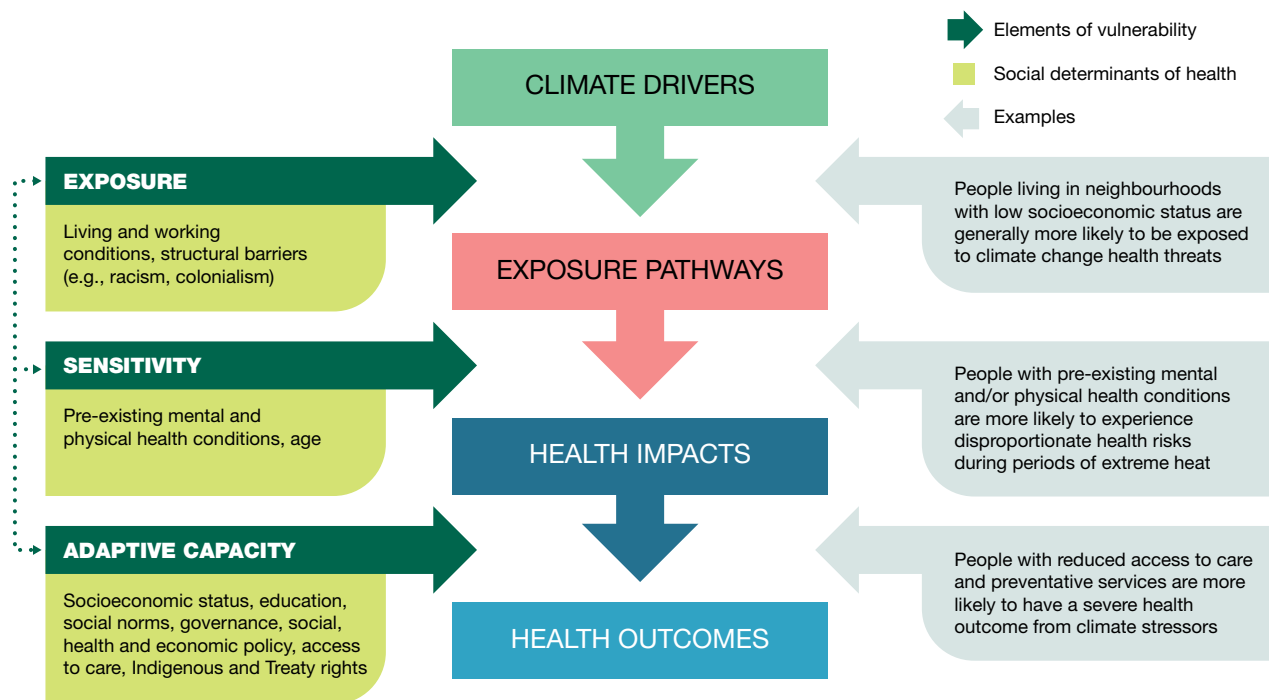 Elements of vulnerability
Social determinants of health
Examples
CLIMATE DRIVERS
EXPOSURE
Living and working
conditions, structural barriers
(e.g., racism, colonialism)
People living in neighbourhoods
with low socioeconomic status are
generally more likely to be exposed
to climate change health threats
EXPOSURE PATHWAYS
SENSITIVITY
Pre-existing mental and
physical health conditions, age
People with pre-existing mental
and/or physical health conditions
are more likely to experience
disproportionate health risks
during periods of extreme heat
HEALTH IMPACTS
ADAPTIVE CAPACITY
Socioeconomic status, education,
social norms, governance, social,
health and economic policy, access
to care, Indigenous and Treaty rights
People with reduced access to care
and preventative services are more
likely to have a severe health
outcome from climate stressors
HEALTH OUTCOMES